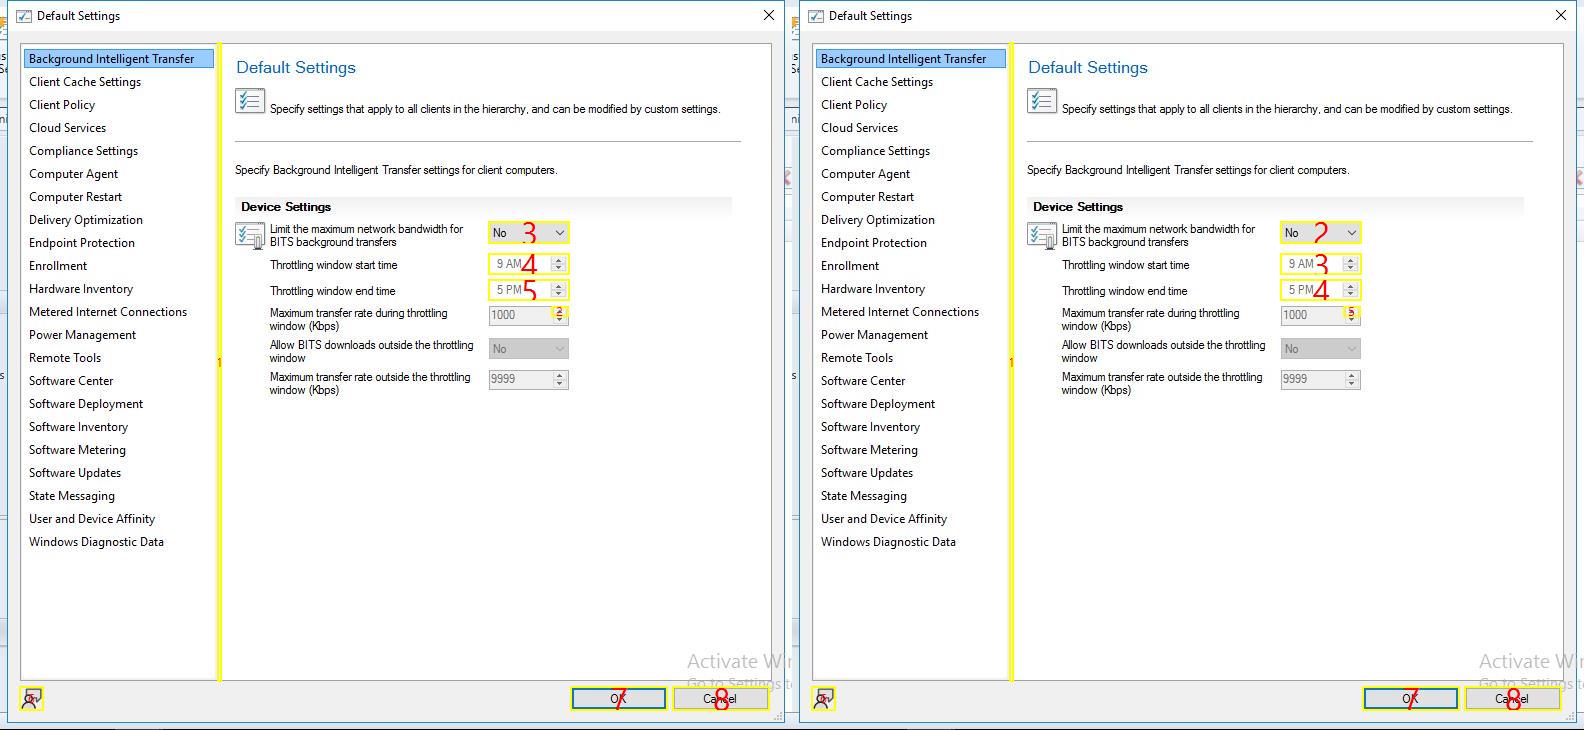 Default Settings
Background Intelligent Transfer
Client Cache Settings
Client Policy
Cloud Services
Compliance Settings
Computer Agent
Computer Restart
Delivery Optimization
Endpoint Protection
Enrollment
Hardware Inventory
Metered Internet Connections
Power Management
Remote Tools
Software Center
Software Deployment
Software Inventory
Software Metering
Software Updates
State Messaging
User and Device Affinity
Windows Diagnostic Data
1
Default Settings
Specify settings that apply to all clients in the hierarchy, and can be modified by custom settings.
Specify Background Intelligent Transfer settings for client computers.
Device Settings
Limit the maximum network bandwidth for
BITS background transfers
No 3
Throttling window start time
9 AM 4
Throttling window end time
5 PM 5
Maximum transfer rate during throttling
window (Kbps)
1000 2
Allow BITS downloads outside the throttling
window
No
Maximum transfer rate outside the throttling
window (Kbps)
9999
Activate
Go to Settings
OK 7
Cancel 8
Default Settings
Background Intelligent Transfer
Client Cache Settings
Client Policy
Cloud Services
Compliance Settings
Computer Agent
Computer Restart
Delivery Optimization
Endpoint Protection
Enrollment
Hardware Inventory
Metered Internet Connections
Power Management
Remote Tools
Software Center
Software Deployment
Software Inventory
Software Metering
Software Updates
State Messaging
User and Device Affinity
Windows Diagnostic Data
1
Default Settings
Specify settings that apply to all clients in the hierarchy, and can be modified by custom settings.
Specify Background Intelligent Transfer settings for client computers.
Device Settings
Limit the maximum network bandwidth for
BITS background transfers
No 2
Throttling window start time
9 AM 3
Throttling window end time
5 PM 4
Maximum transfer rate during throttling
window (Kbps)
1000 5
Allow BITS downloads outside the throttling
window
No
Maximum transfer rate outside the throttling
window (Kbps)
9999
Activate
Go to Settings
OK 7
Cancel 8